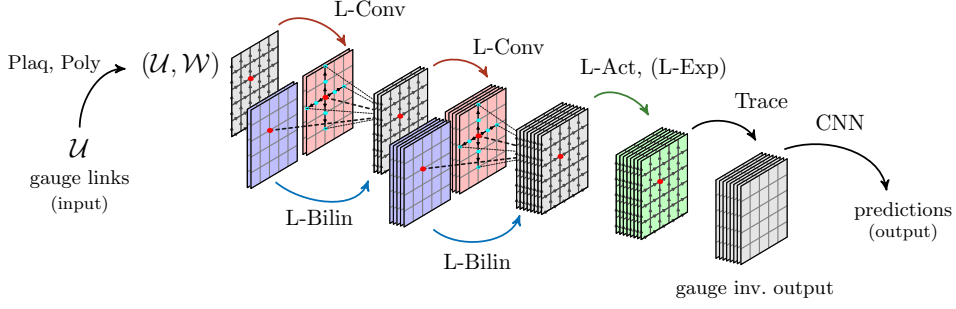 L-Conv
L-Conv
Plaq, Poly
(𝒰, 𝒲)
L-Act, (L-Exp)
Trace
CNN
𝒰
gauge links
(input)
L-Bilin
L-Bilin
predictions
(output)
gauge inv. output